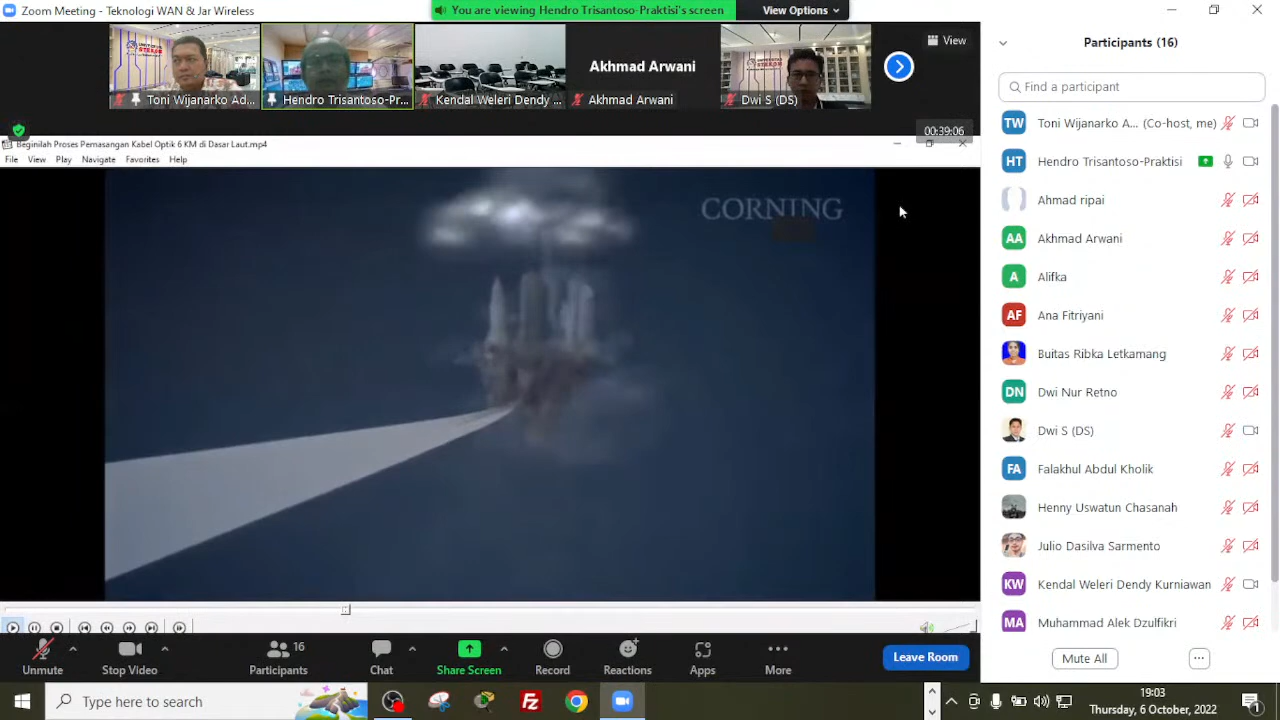 Zoom Meeting - Teknologi WAN & Jar Wireless
You are viewing Hendro Trisantoso-Praktisi's screen
View Options
Toni Wijanarko Ad...
Hendro Trisantoso-Pr...
Kendal Weleri Dendy ...
Akhmad Arwani
Akhmad Arwani
Dwi S (DS)
View
00:39:06
Beginilah Proses Pemasangan Kabel Optik 6 KM di Dasar Laut.mp4
File View Play Navigate Favorites Help
CORNING
Participants (16)
Find a participant
TW Toni Wijanarko A... (Co-host, me)
HT Hendro Trisantoso-Praktisi
Ahmad ripai
AA Akhmad Arwani
A Alifka
AF Ana Fitriyani
Buitas Ribka Letkamang
DN Dwi Nur Retno
Dwi S (DS)
FA Falakhul Abdul Kholik
Henny Uswatun Chasanah
Julio Dasilva Sarmento
KW Kendal Weleri Dendy Kurniawan
MA Muhammad Alek Dzulfikri
Mute All
Unmute
Stop Video
16
Participants
Chat
Share Screen
Record
Reactions
Apps
More
Leave Room
Type here to search
19:03
Thursday, 6 October, 2022
1